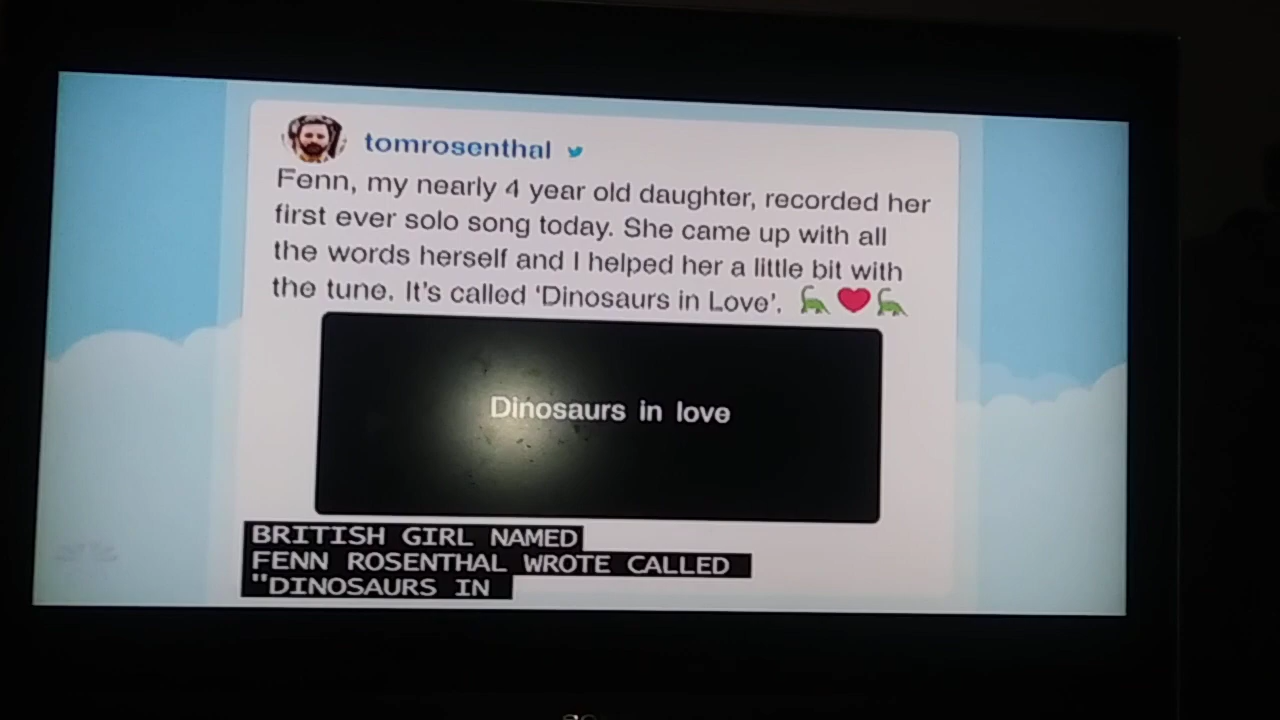 tomrosenthal
Fenn, my nearly 4 year old daughter, recorded her
first ever solo song today. She came up with all
the words herself and I helped her a little bit with
the tune. It's called ‘Dinosaurs in Love’. 🦕❤️🦕
Dinosaurs in love
BRITISH GIRL NAMED
FENN ROSENTHAL WROTE CALLED
"DINOSAURS IN